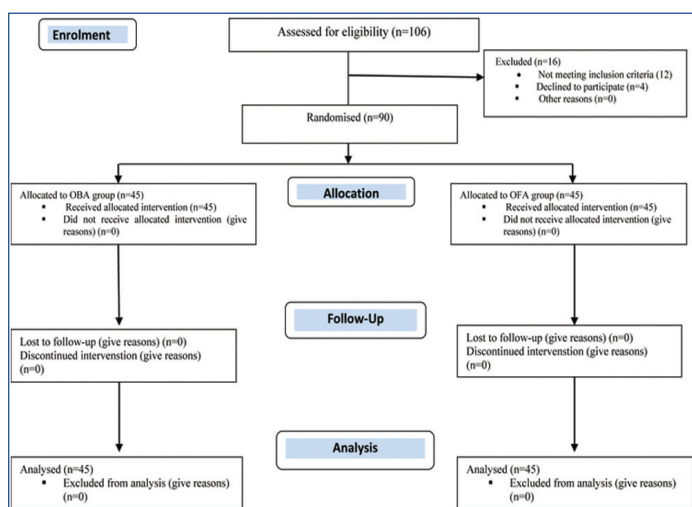 Enrolment
Assessed for eligibility (n=106)
Excluded (n=16)
• Not meeting inclusion criteria (12)
▪ Declined to participate (n=4)
▪ Other reasons (n=0)
Randomised (n=90)
Allocation
Allocated to OBA group (n=45)
▪ Received allocated intervention (n=45)
▪ Did not receive allocated intervention (give
reasons) (n=0)
Allocated to OFA group (n=45)
▪ Received allocated intervention (n=45)
▪ Did not receive allocated intervention (give
reasons) (n=0)
Follow-Up
Lost to follow-up (give reasons) (n=0)
Discontinued intervenstion (give reasons)
(n=0)
Lost to follow-up (give reasons) (n=0)
Discontinued intervenstion (give reasons)
(n=0)
Analysis
Analysed (n=45)
▪ Excluded from analysis (give reasons)
(n=0)
Analysed (n=45)
▪ Excluded from analysis (give reasons)
(n=0)